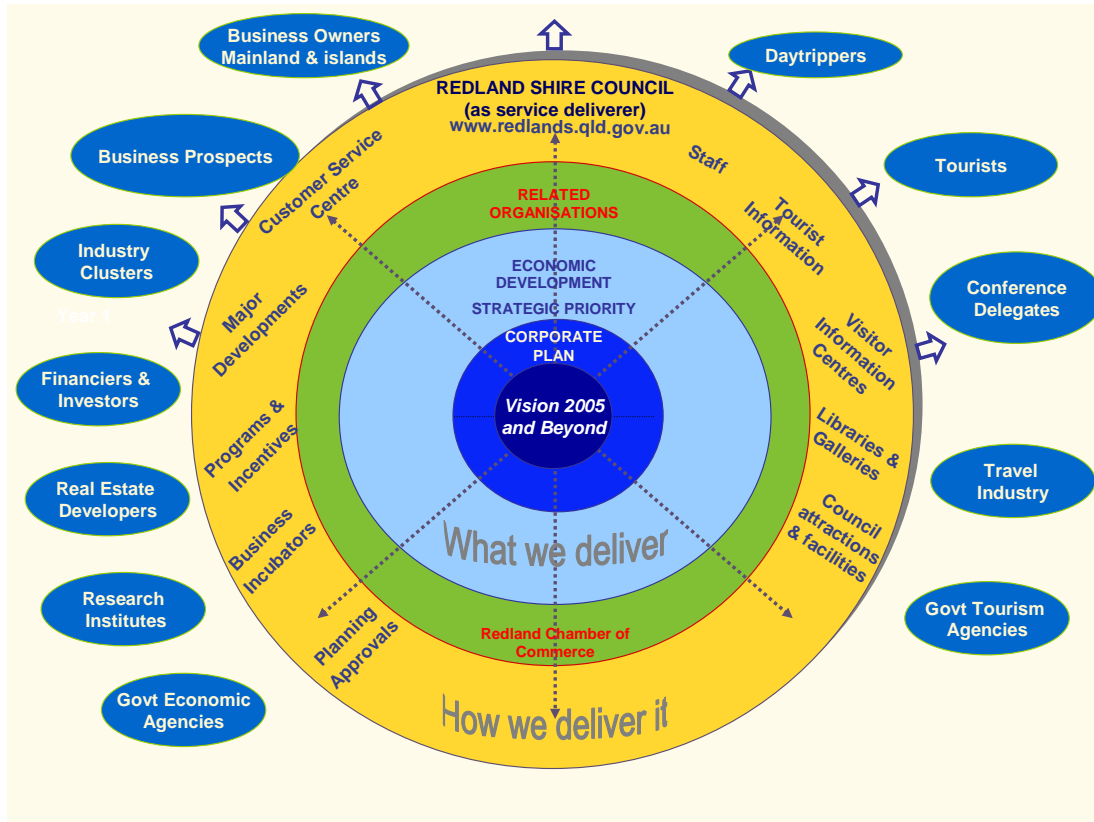 Business Owners
Mainland & islands
Daytrippers
REDLAND SHIRE COUNCIL
(as service deliverer)
www.redlands.qld.gov.au
Business Prospects
Customer Service
Centre
Staff
Tourists
RELATED
ORGANISATIONS
Tourist
Information
Industry
Clusters
ECONOMIC
DEVELOPMENT
STRATEGIC PRIORITY
Conference
Delegates
Year 1
Major
Developments
CORPORATE
PLAN
Visitor
Information
Centres
Financiers &
Investors
Vision 2005
and Beyond
Programs &
Incentives
Libraries &
Galleries
Real Estate
Developers
Travel
Industry
Business
Incubators
What we deliver
Council
attractions
& facilities
Research
Institutes
Govt Tourism
Agencies
Planning
Approvals
Redland Chamber of
Commerce
Govt Economic
Agencies
How we deliver it